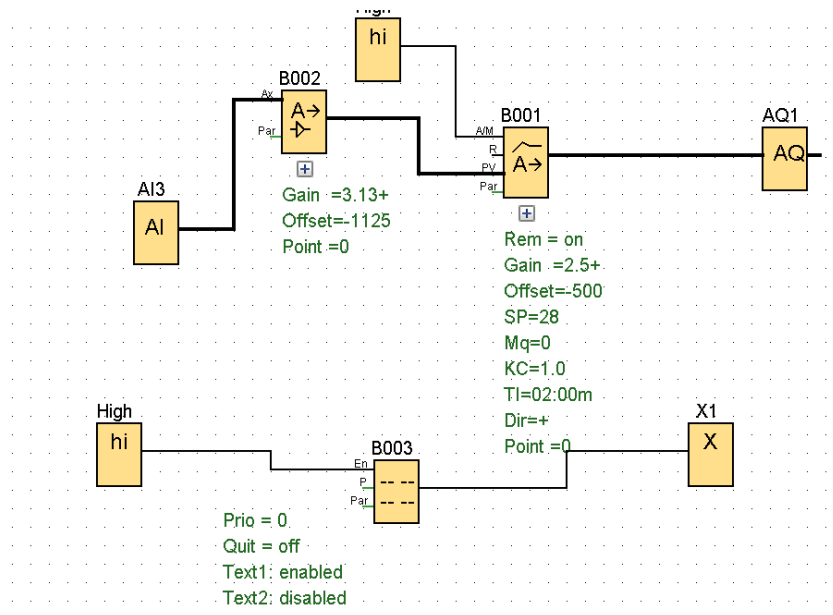 High
hi
B002
Ax
A→
Par
Gain =3.13+
Offset=-1125
Point =0
AI3
AI
B001
A/M
R
PV
A→
Par
Rem = on
Gain =2.5+
Offset=-500
SP=28
Mq=0
KC=1.0
TI=02:00m
Dir=+
Point =0
AQ1
AQ
High
hi
B003
En
P
Par
Prio = 0
Quit = off
Text1: enabled
Text2: disabled
X1
X